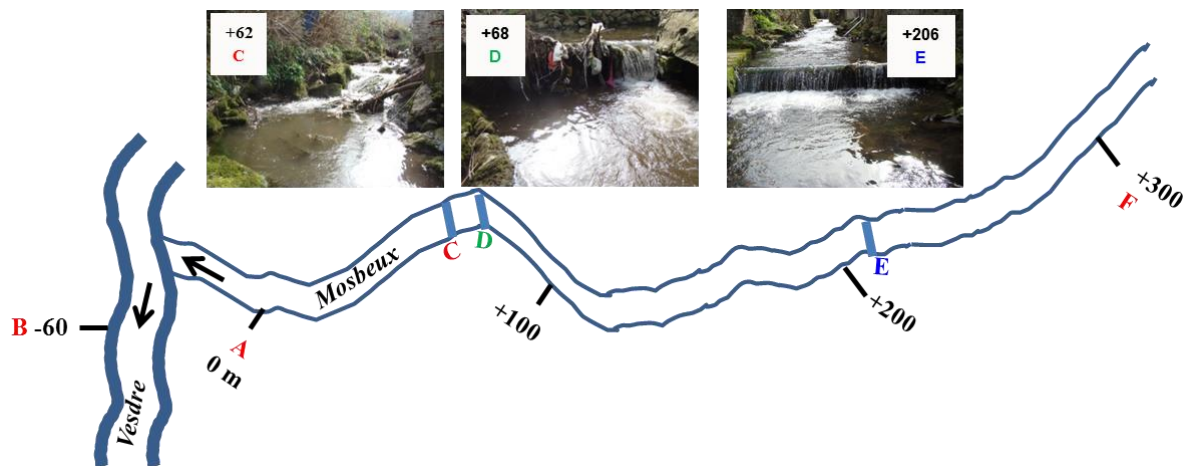 +62
C
+68
D
+206
E
Mosbeux
C
D
E
+300
F
+200
+100
B -60
A
0 m
Vesdre